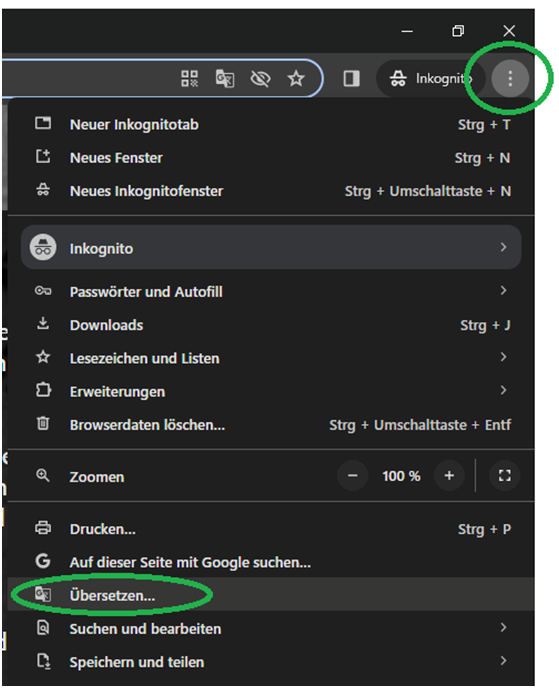 Inkognito
Neuer Inkognitotab Strg + T
Neues Fenster Strg + N
Neues Inkognitofenster Strg + Umschalttaste + N
Inkognito
Passwörter und Autofill
Downloads Strg + J
Lesezeichen und Listen
Erweiterungen
Browserdaten löschen... Strg + Umschalttaste + Entf
Zoomen − 100 % +
Drucken... Strg + P
Auf dieser Seite mit Google suchen...
Übersetzen...
Suchen und bearbeiten
Speichern und teilen